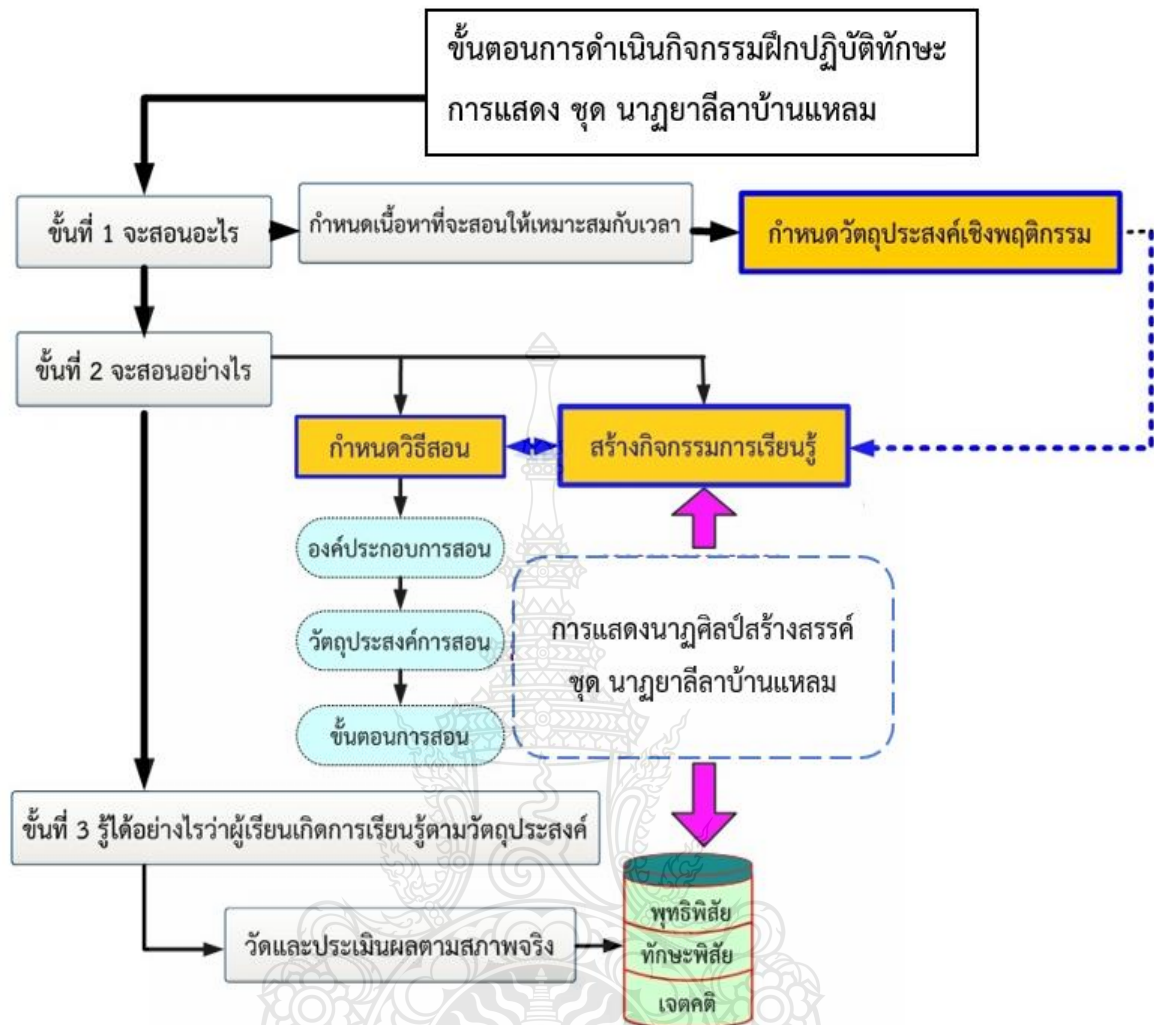 ขั้นตอนการดำเนินกิจกรรมฝึกปฏิบัติทักษะ
การแสดง ชุด นาฏยาลีลาบ้านแหลม
ขั้นที่ 1 จะสอนอะไร
กำหนดเนื้อหาที่จะสอนให้เหมาะสมกับเวลา
กำหนดวัตถุประสงค์เชิงพฤติกรรม
ขั้นที่ 2 จะสอนอย่างไร
กำหนดวิธีสอน
สร้างกิจกรรมการเรียนรู้
องค์ประกอบการสอน
วัตถุประสงค์การสอน
ขั้นตอนการสอน
การแสดงนาฏศิลป์สร้างสรรค์
ชุด นาฏยาลีลาบ้านแหลม
ขั้นที่ 3 รู้ได้อย่างไรว่าผู้เรียนเกิดการเรียนรู้ตามวัตถุประสงค์
วัดและประเมินผลตามสภาพจริง
พุทธิพิสัย
ทักษะพิสัย
เจตคติ